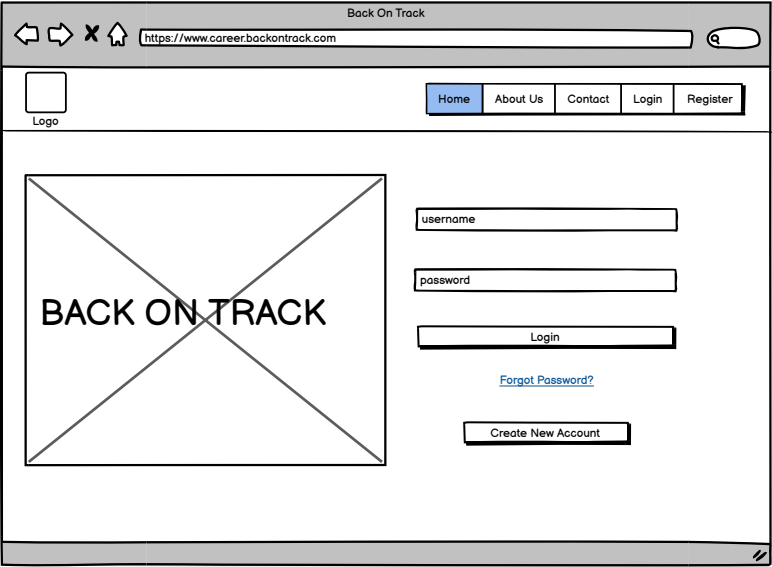 Back On Track
https://www.career.backontrack.com
Logo
Home About Us Contact Login Register
BACK ON TRACK
username
password
Login
Forgot Password?
Create New Account